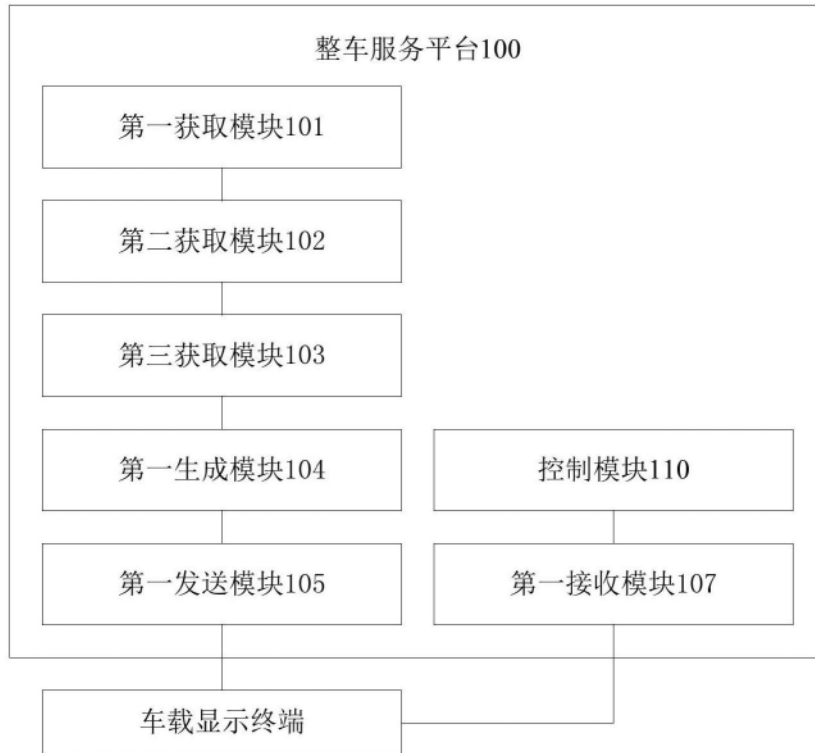 整车服务平台100
第一获取模块101
第二获取模块102
第三获取模块103
第一生成模块104
控制模块110
第一发送模块105
第一接收模块107
车载显示终端